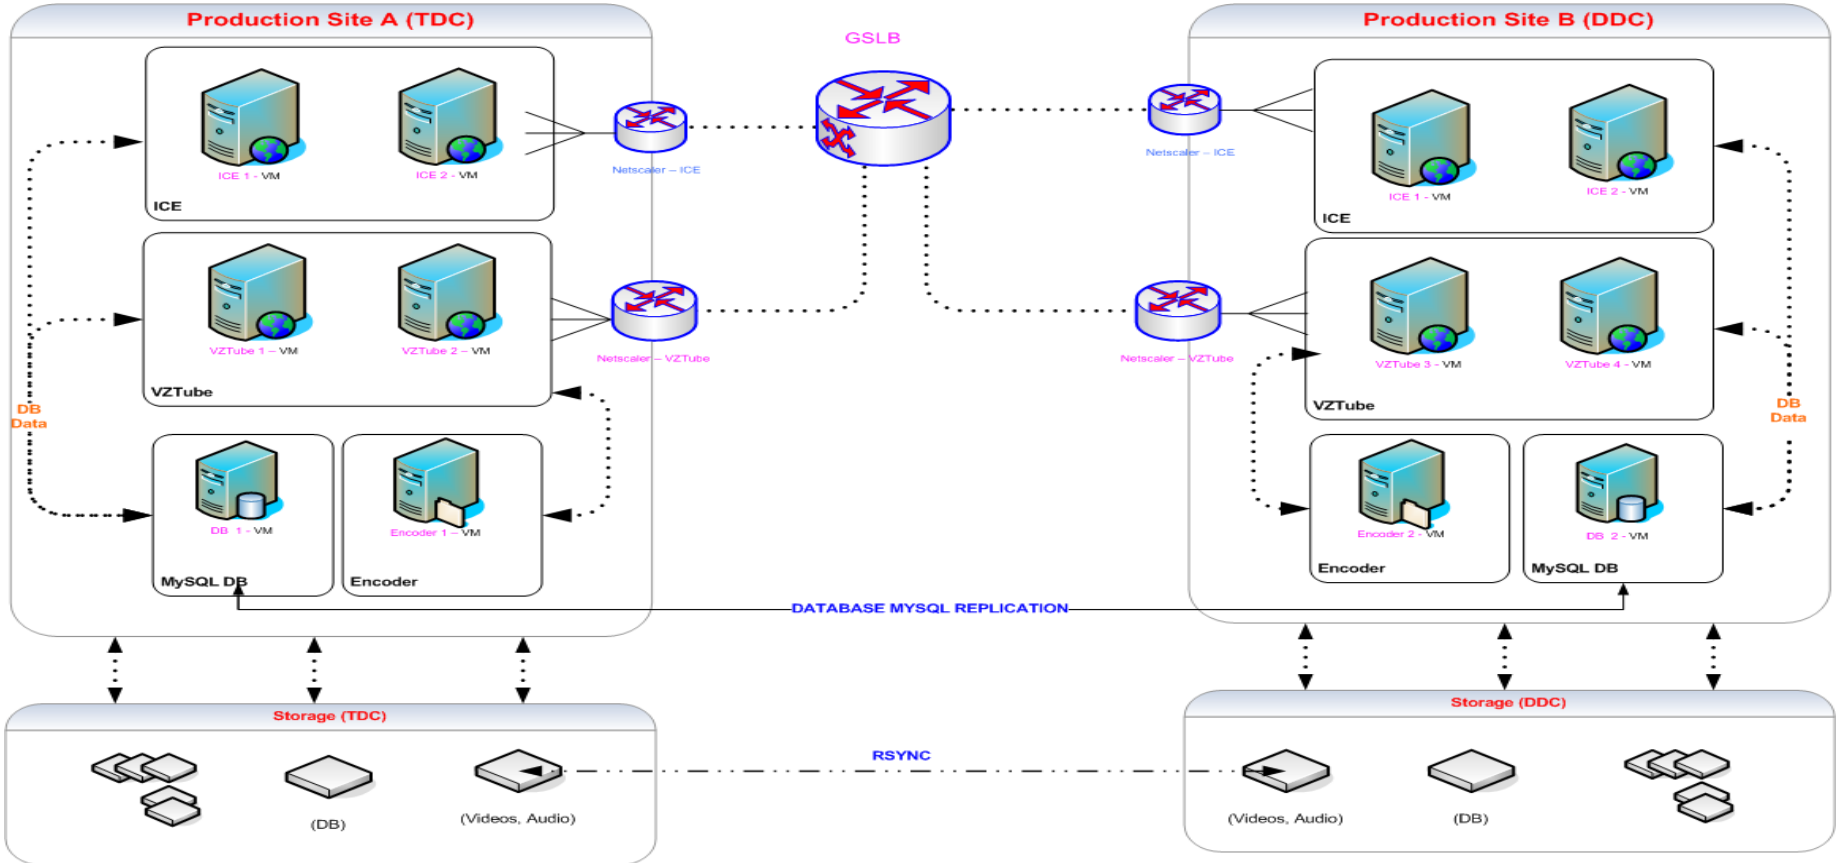 Production Site A (TDC)
GSLB
Production Site B (DDC)
ICE 1 - VM
ICE 2 - VM
ICE
Netscaler – ICE
Netscaler – ICE
ICE 1 - VM
ICE 2 - VM
ICE
VZTube 1 – VM
VZTube 2 – VM
VZTube
Netscaler – VZTube
Netscaler – VZTube
VZTube 3 - VM
VZTube 4 - VM
VZTube
DB
Data
DB
Data
DB 1 - VM
MySQL DB
Encoder 1 – VM
Encoder
Encoder 2 - VM
Encoder
DB 2 - VM
MySQL DB
DATABASE MYSQL REPLICATION
Storage (TDC)
(DB)
(Videos, Audio)
RSYNC
Storage (DDC)
(Videos, Audio)
(DB)